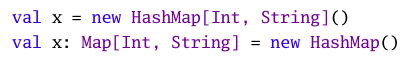 val x = new HashMap[Int, String]()
val x: Map[Int, String] = new HashMap()